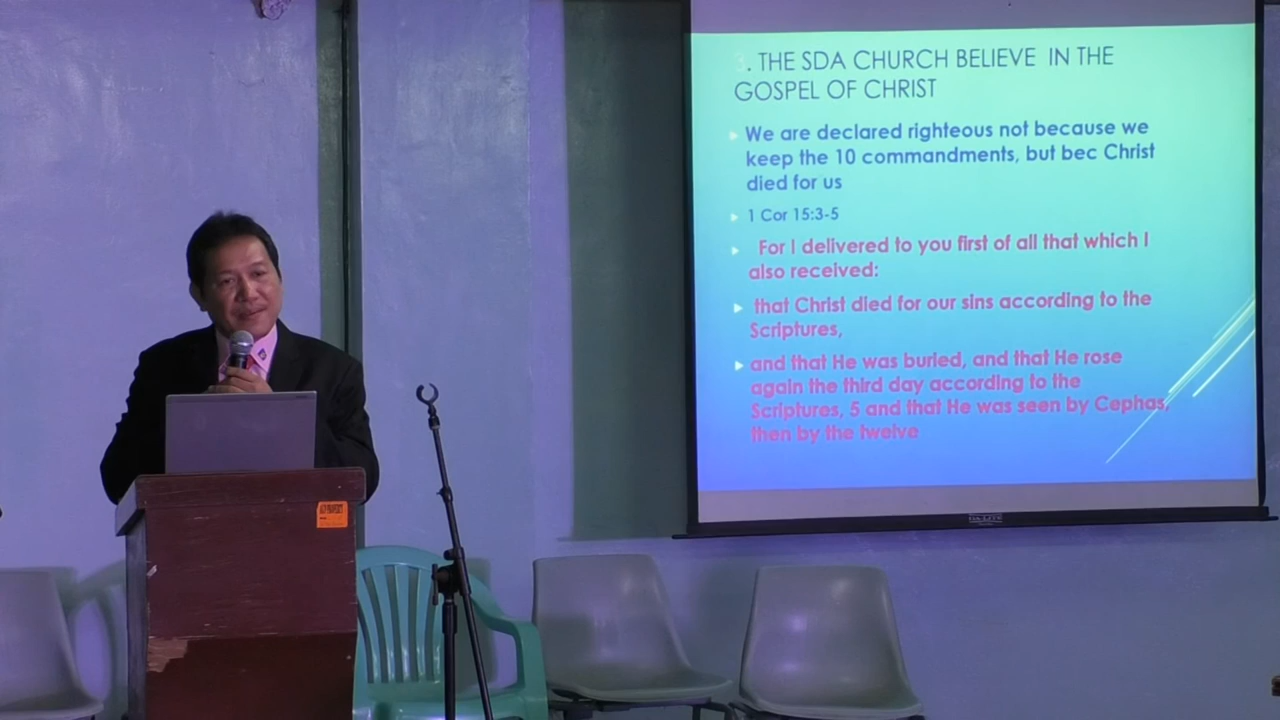 . THE SDA CHURCH BELIEVE IN THE
GOSPEL OF CHRIST
We are declared righteous not because we
keep the 10 commandments, but bec Christ
died for us
1 Cor 15:3-5
For I delivered to you first of all that which I
also received:
that Christ died for our sins according to the
Scriptures,
and that He was buried, and that He rose
again the third day according to the
Scriptures, 5 and that He was seen by Cephas,
then by the twelve